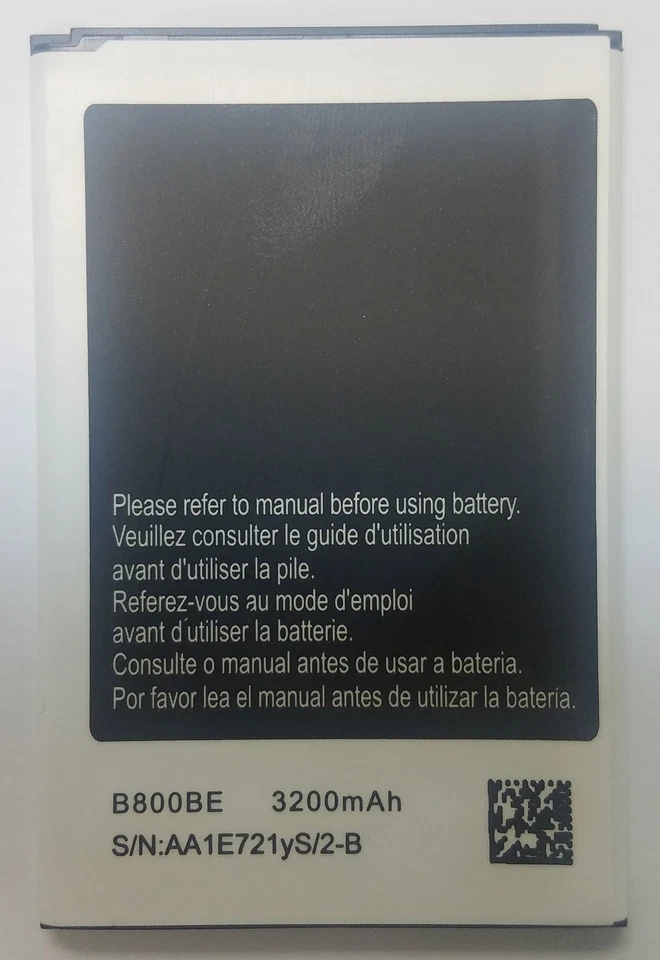 Please refer to manual before using battery.
Veuillez consulter le guide d'utilisation
avant d'utiliser la pile.
Referez-vous au mode d'emploi
avant d'utiliser la batterie.
Consulte o manual antes de usar a bateria.
Por favor lea el manual antes de utilizar la batería.
B800BE 3200mAh
S/N:AA1E721yS/2-B